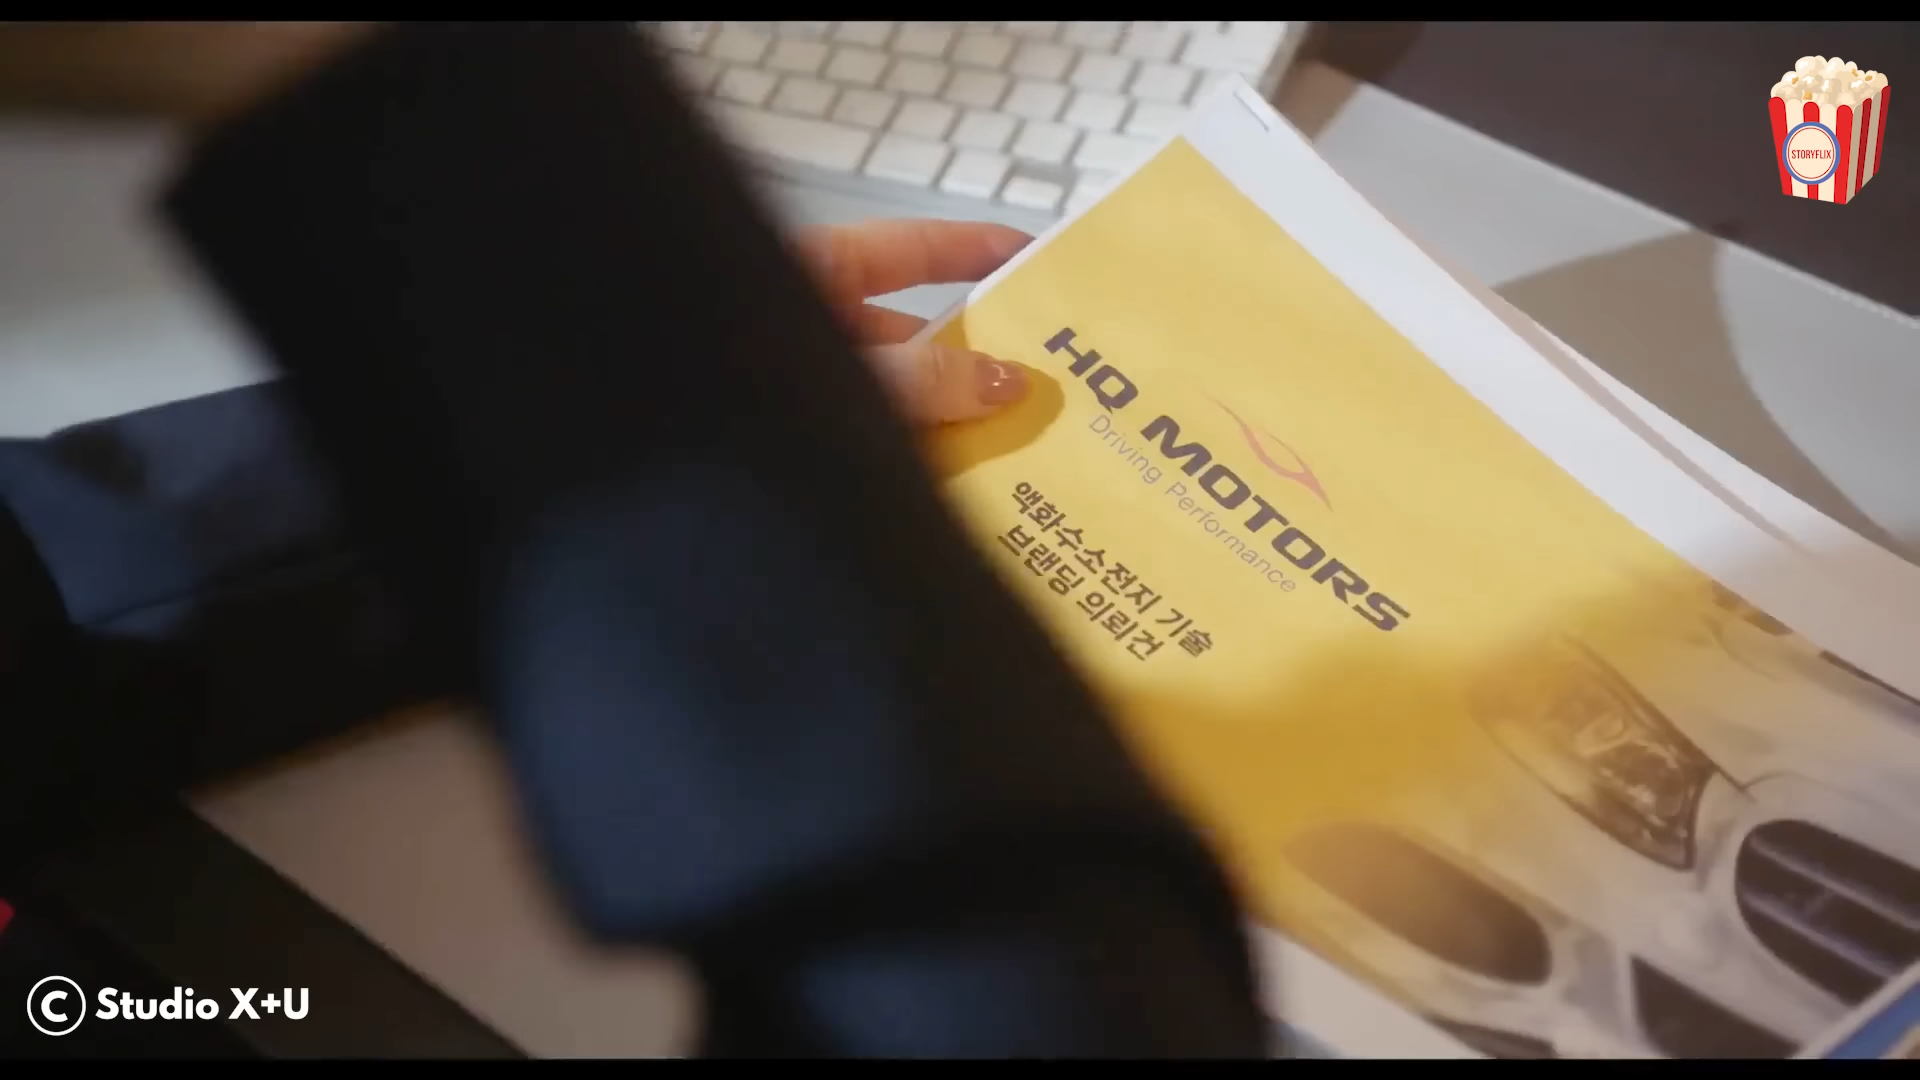 STORYFLIX
HQ MOTORS
Driving Performance
액화수소전지 기술
브랜딩 의뢰건
© Studio X+U